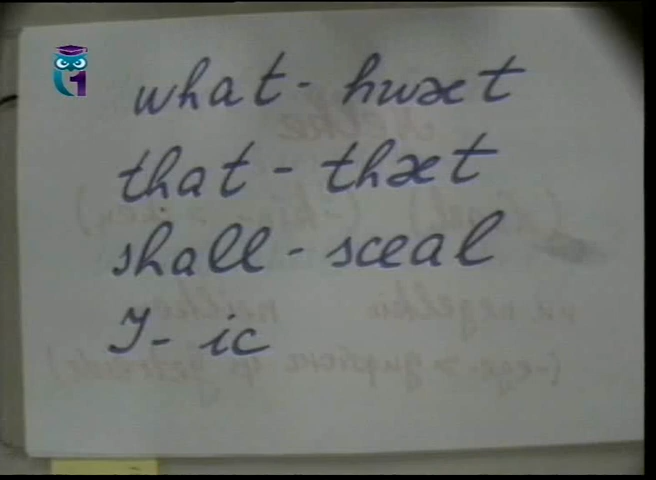 what - hwæt
that - thæt
shall - sceal
I - ic